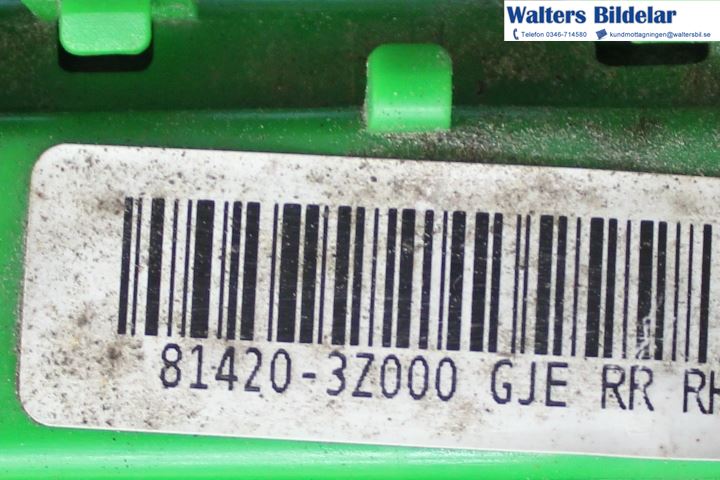 Walters Bildelar
Telefon 0346-714580 kundmottagningen@waltersbil.se
81420-3Z000 GJE RR RH